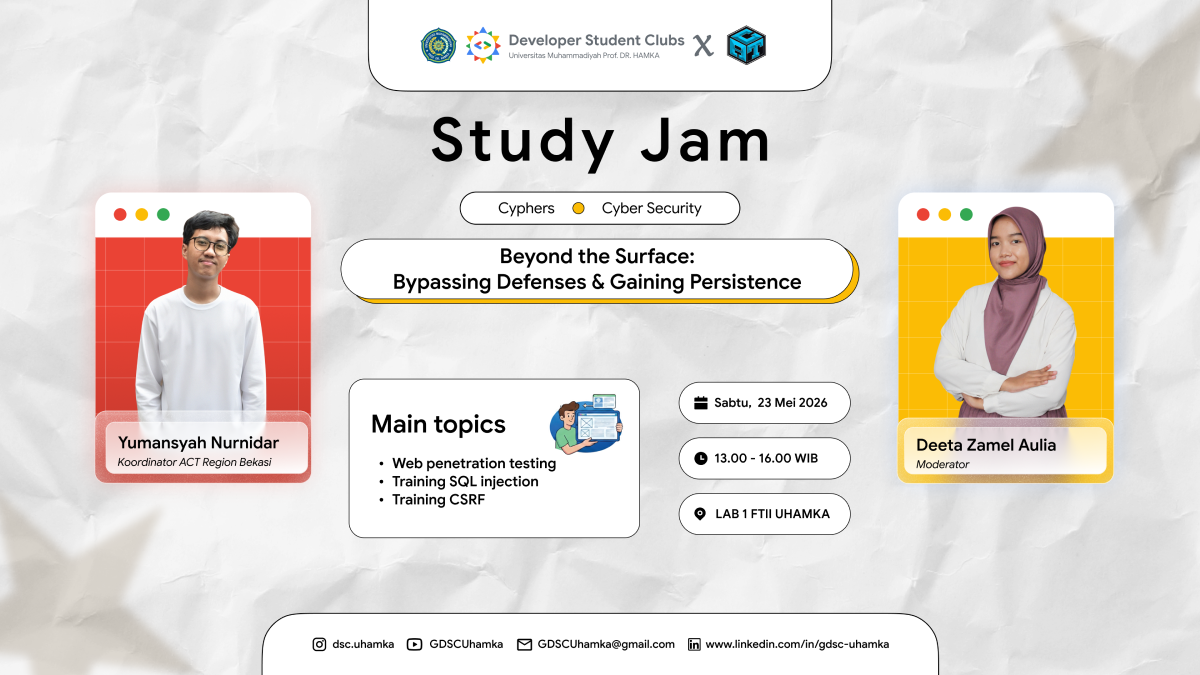 Developer Student Clubs
Universitas Muhammadiyah Prof. DR. HAMKA
Study Jam
Cyphers
Cyber Security
Beyond the Surface:
Bypassing Defenses & Gaining Persistence
Yumansyah Nurnidar
Koordinator ACT Region Bekasi
Main topics
• Web penetration testing
• Training SQL injection
• Training CSRF
Sabtu, 23 Mei 2026
13.00 - 16.00 WIB
LAB 1 FTII UHAMKA
Deeta Zamel Aulia
Moderator
dsc.uhamka
GDSCUhamka
GDSCUhamka@gmail.com
www.linkedin.com/in/gdsc-uhamka